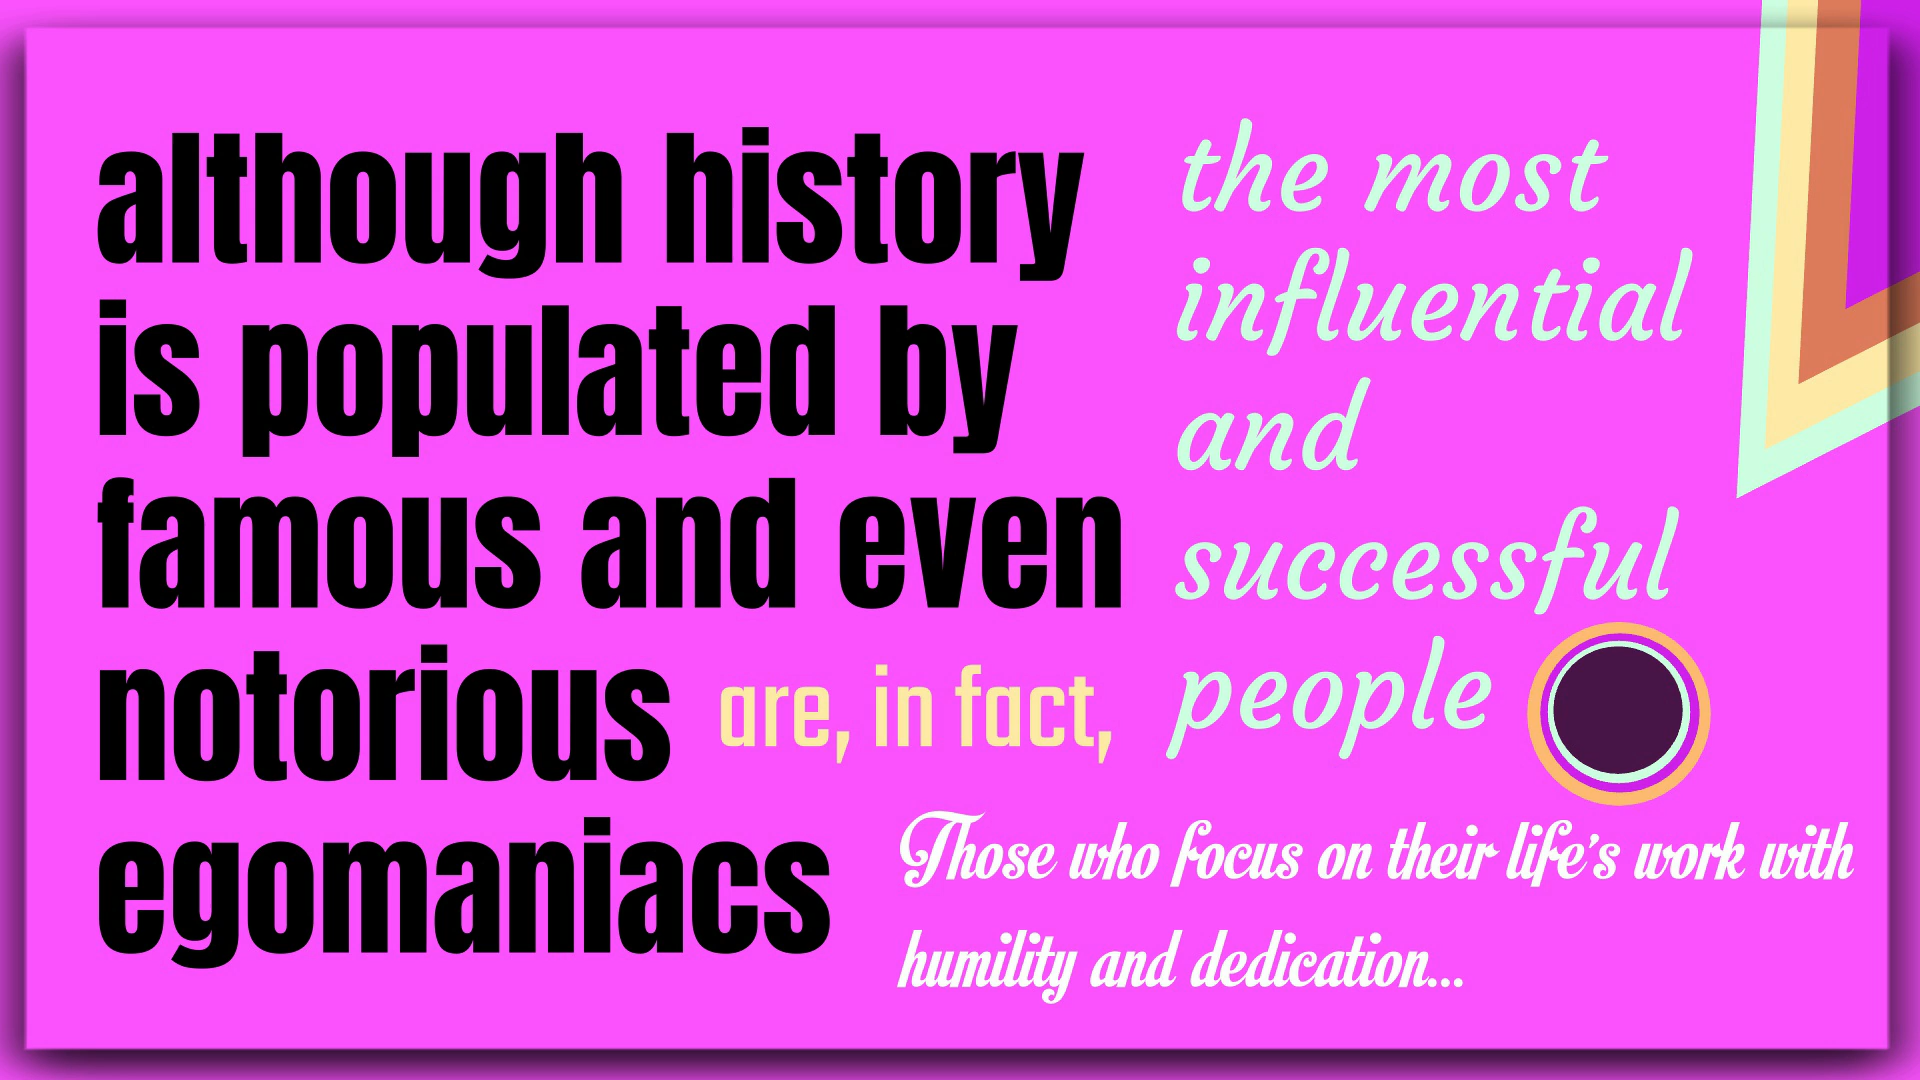 although history
is populated by
famous and even
notorious
egomaniacs
the most
influential
and
successful
people
are, in fact,
Those who focus on their life's work with
humility and dedication...